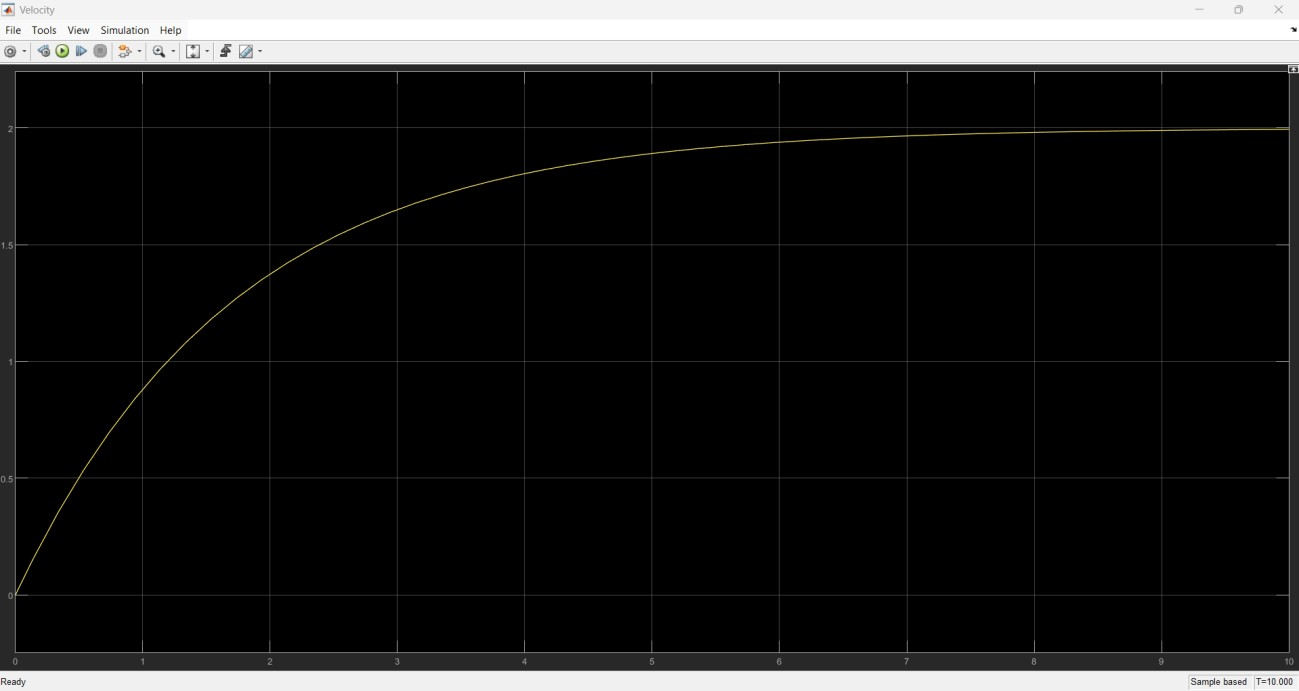 Velocity
File Tools View Simulation Help
2
1.5
1
0.5
0
0 1 2 3 4 5 6 7 8 9 10
Ready
Sample based T=10.000